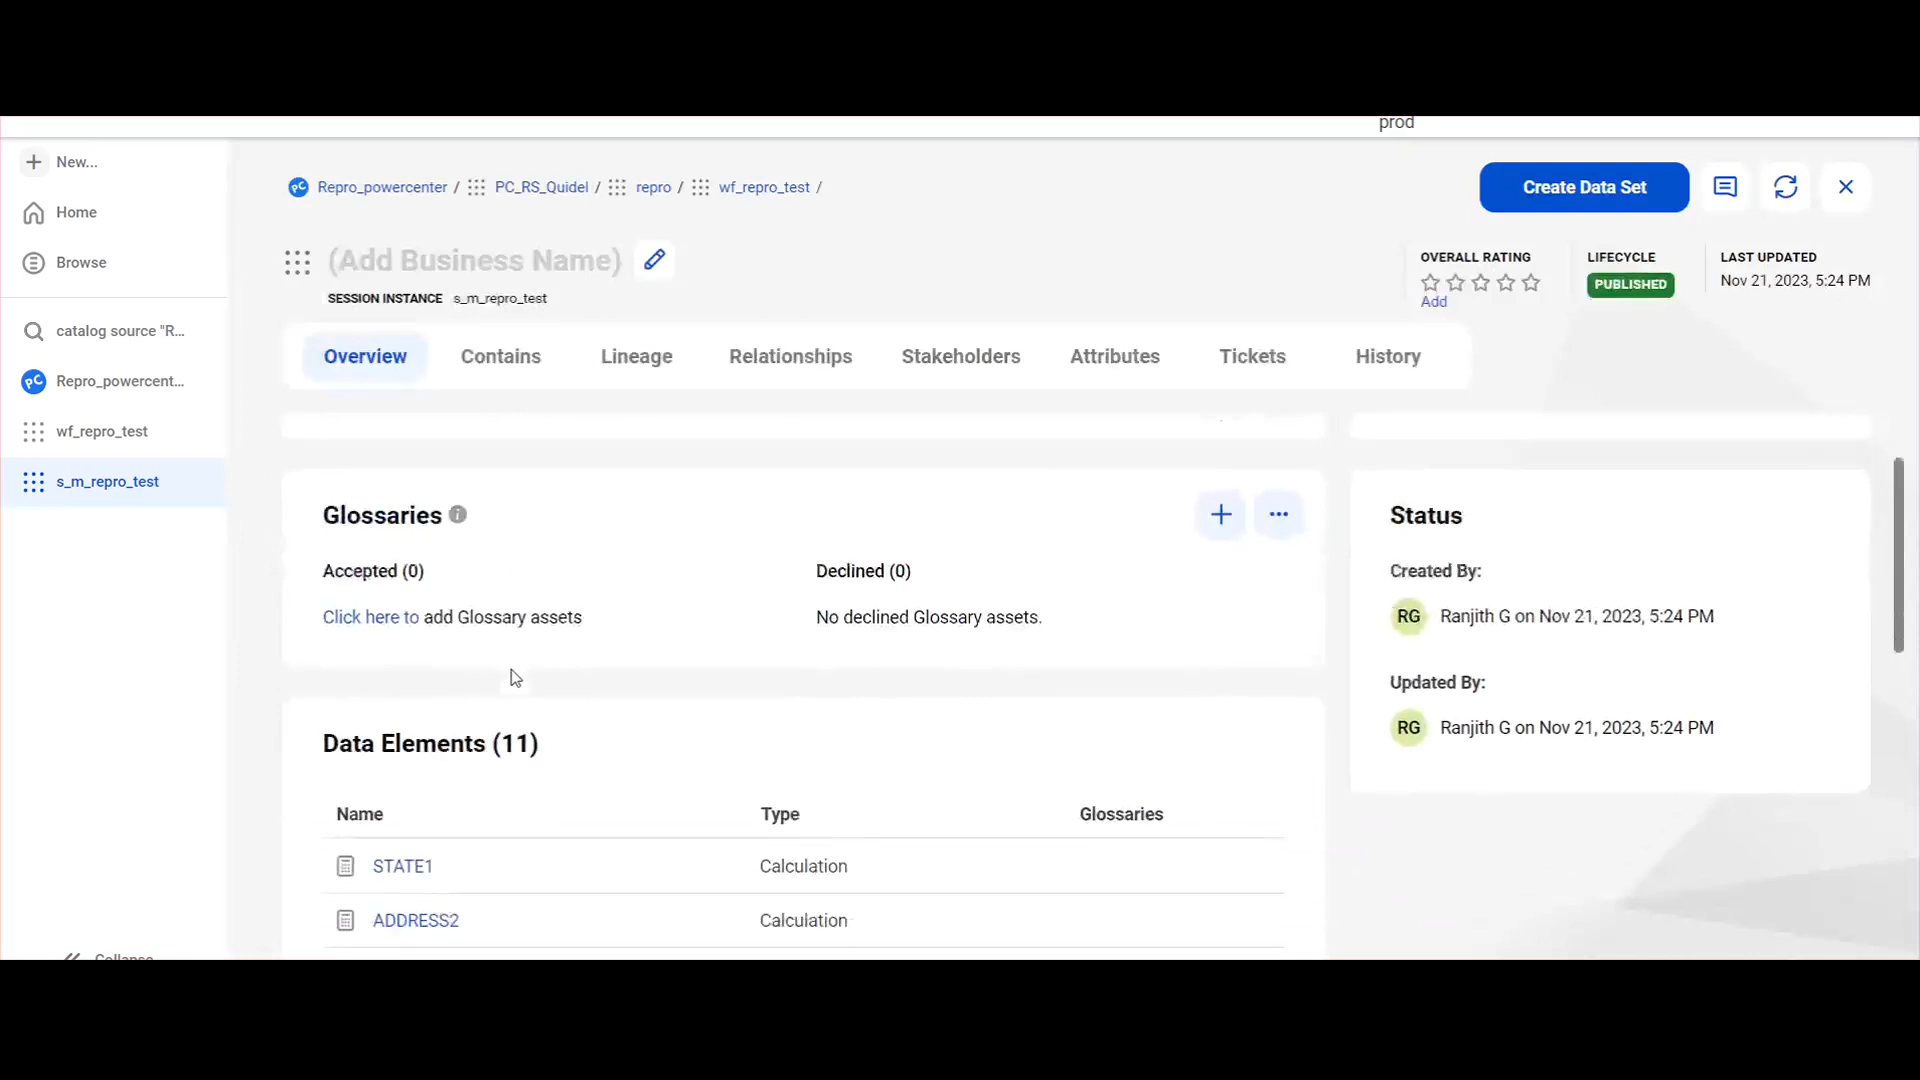 prod
New...
Home
Browse
catalog source "R...
Repro_powercent...
wf_repro_test
s_m_repro_test
Collapse
Repro_powercenter / PC_RS_Quidel / repro / wf_repro_test /
Create Data Set
(Add Business Name)
SESSION INSTANCE s_m_repro_test
OVERALL RATING
Add
LIFECYCLE
PUBLISHED
LAST UPDATED
Nov 21, 2023, 5:24 PM
Overview Contains Lineage Relationships Stakeholders Attributes Tickets History
Glossaries
Accepted (0) Declined (0)
Click here to add Glossary assets No declined Glossary assets.
Data Elements (11)
Name Type Glossaries
STATE1 Calculation
ADDRESS2 Calculation
Status
Created By:
RG Ranjith G on Nov 21, 2023, 5:24 PM
Updated By:
RG Ranjith G on Nov 21, 2023, 5:24 PM